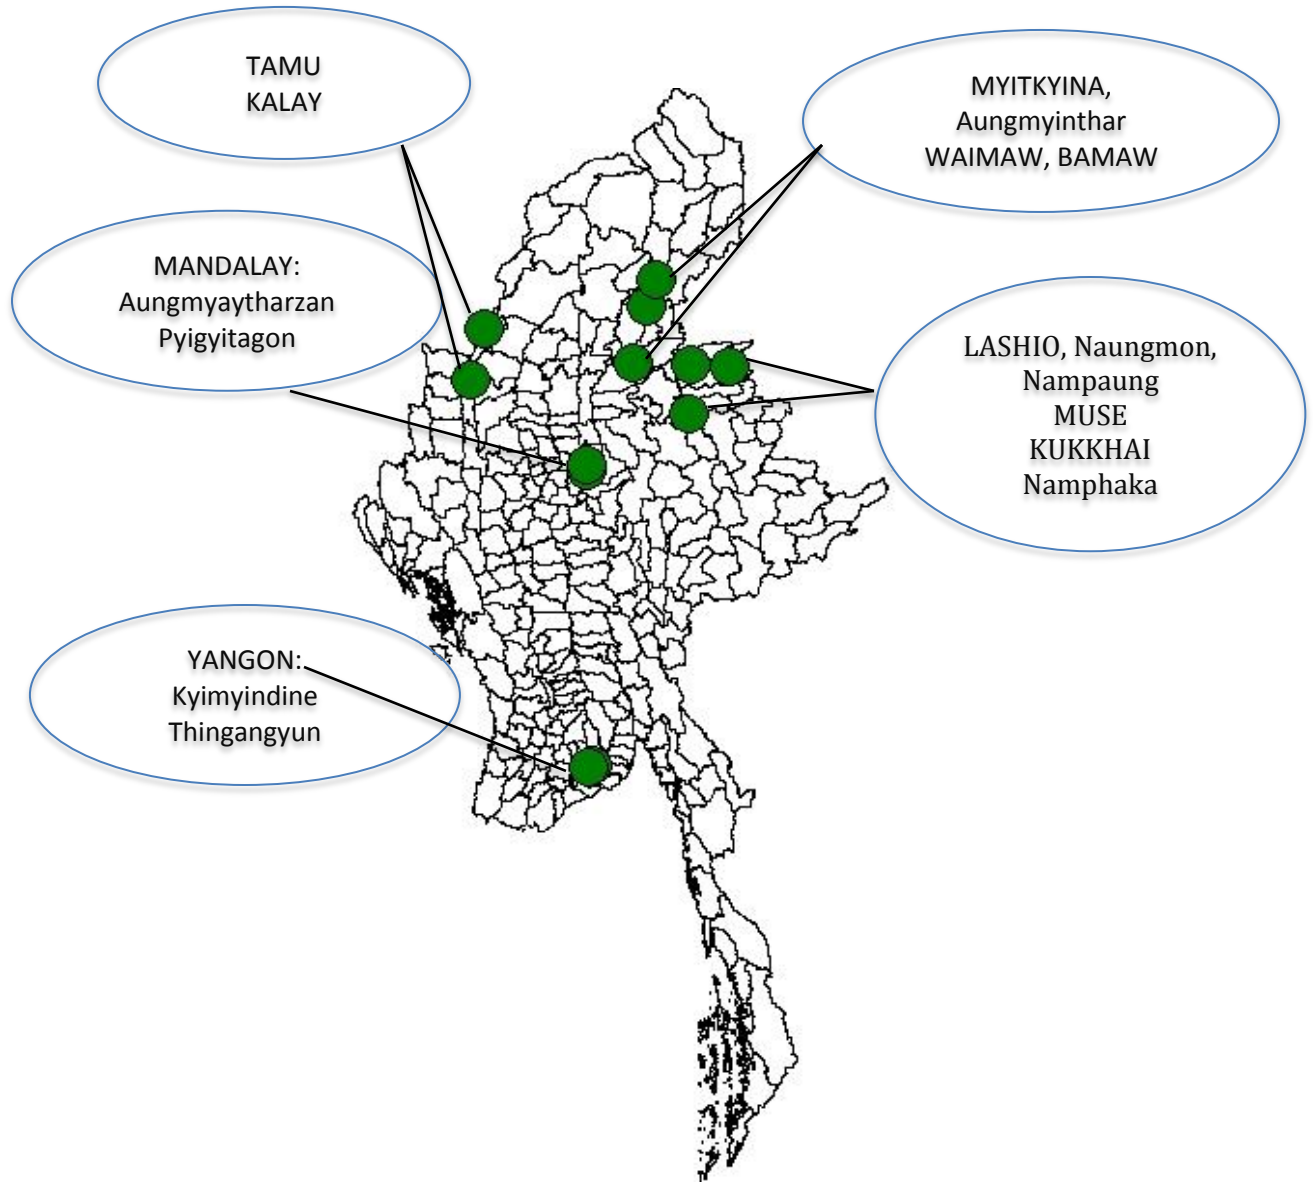 TAMU
KALAY
MYITKYINA,
Aungmyinthar
WAIMAW, BAMAW
MANDALAY:
Aungmyaytharzan
Pyigyitagon
LASHIO, Naungmon,
Nampaung
MUSE
KUKKHAI
Namphaka
YANGON:
Kyimyindine
Thingangyun